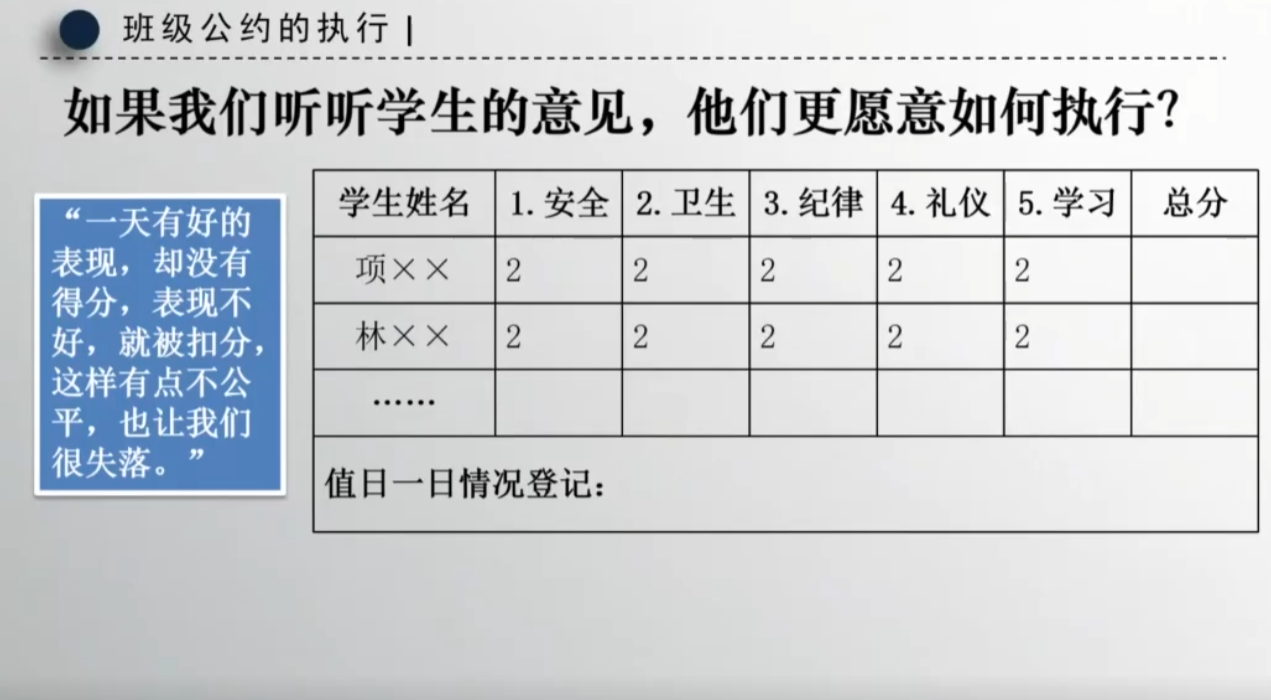 班级公约的执行|
如果我们听听学生的意见，他们更愿意如何执行？
“一天有好的
表现，却没有
得分，表现不
好，就被扣分，
这样有点不公
平，也让我们
很失落。”
学生姓名 1. 安全 2. 卫生 3. 纪律 4. 礼仪 5. 学习 总分
项×× 2 2 2 2 2
林×× 2 2 2 2 2
……
值日一日情况登记：